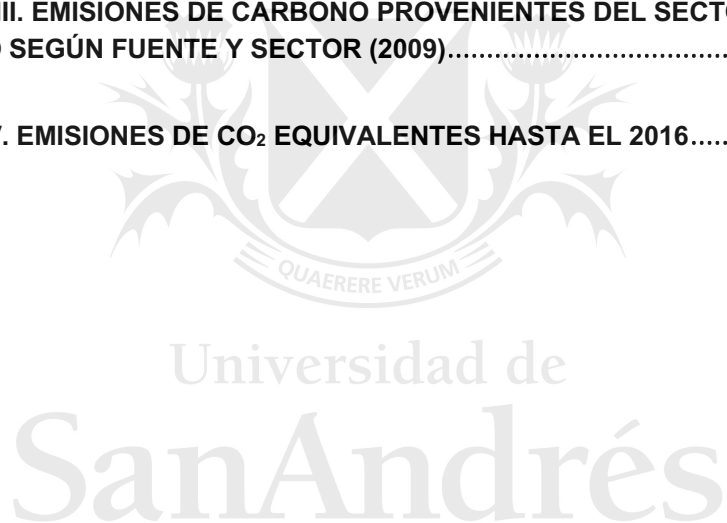 III. EMISIONES DE CARBONO PROVENIENTES DEL SECTO
SEGÚN FUENTE Y SECTOR (2009)..................................
. EMISIONES DE CO₂ EQUIVALENTES HASTA EL 2016......
QUAERERE VERUM
Universidad de
SanAndrés